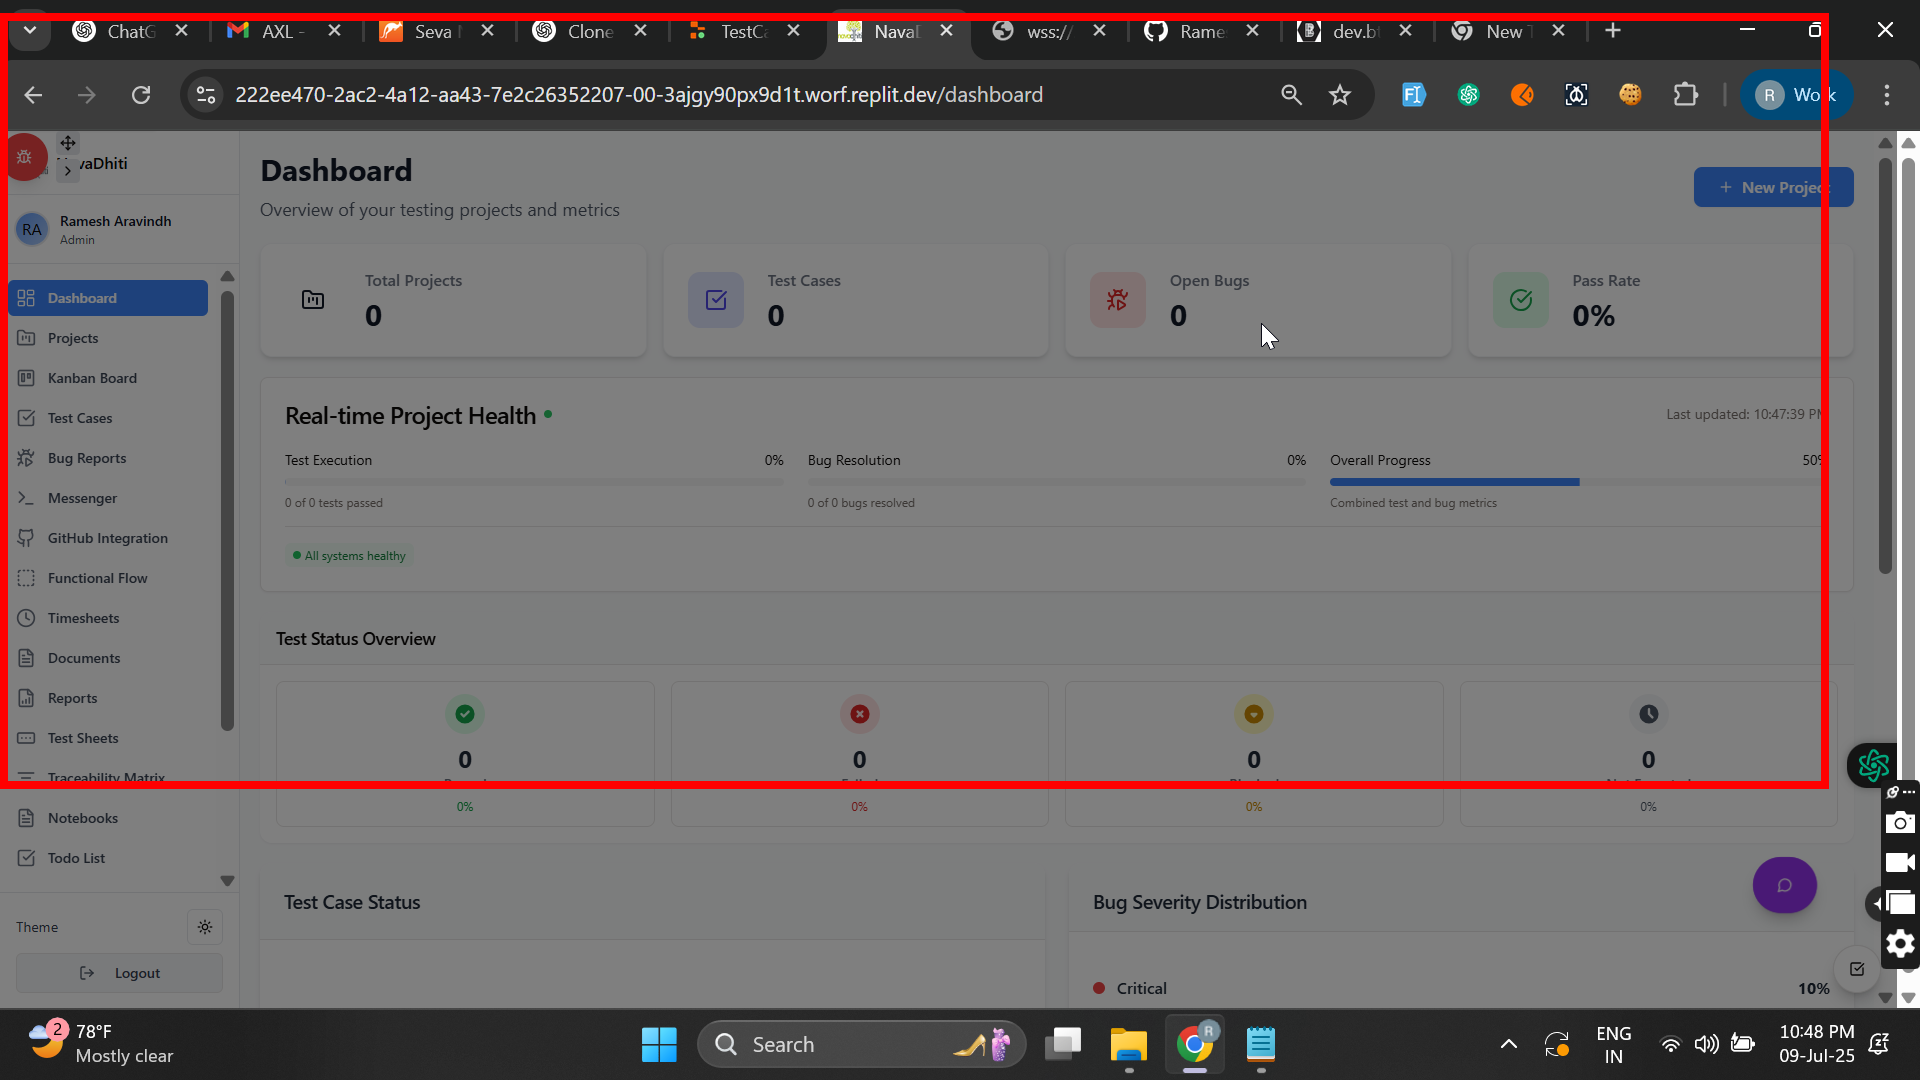 ChatG
AXL -
Seva
Clone
TestCa
NavaD
wss://
Rame
dev.b
New T
222ee470-2ac2-4a12-aa43-7e2c26352207-00-3ajgy90px9d1t.worf.replit.dev/dashboard
R Work
vaDhiti
RA
Ramesh Aravindh
Admin
Dashboard
Projects
Kanban Board
Test Cases
Bug Reports
Messenger
GitHub Integration
Functional Flow
Timesheets
Documents
Reports
Test Sheets
Traceability Matrix
Notebooks
Todo List
Theme
Logout
Dashboard
Overview of your testing projects and metrics
+ New Project
Total Projects
0
Test Cases
0
Open Bugs
0
Pass Rate
0%
Real-time Project Health
Last updated: 10:47:39 PM
Test Execution 0%
0 of 0 tests passed
Bug Resolution 0%
0 of 0 bugs resolved
Overall Progress 50%
Combined test and bug metrics
All systems healthy
Test Status Overview
0
0%
0
0%
0
0%
0
0%
Test Case Status
Bug Severity Distribution
Critical 10%
2
78°F
Mostly clear
Search
R
ENG
IN
10:48 PM
09-Jul-25